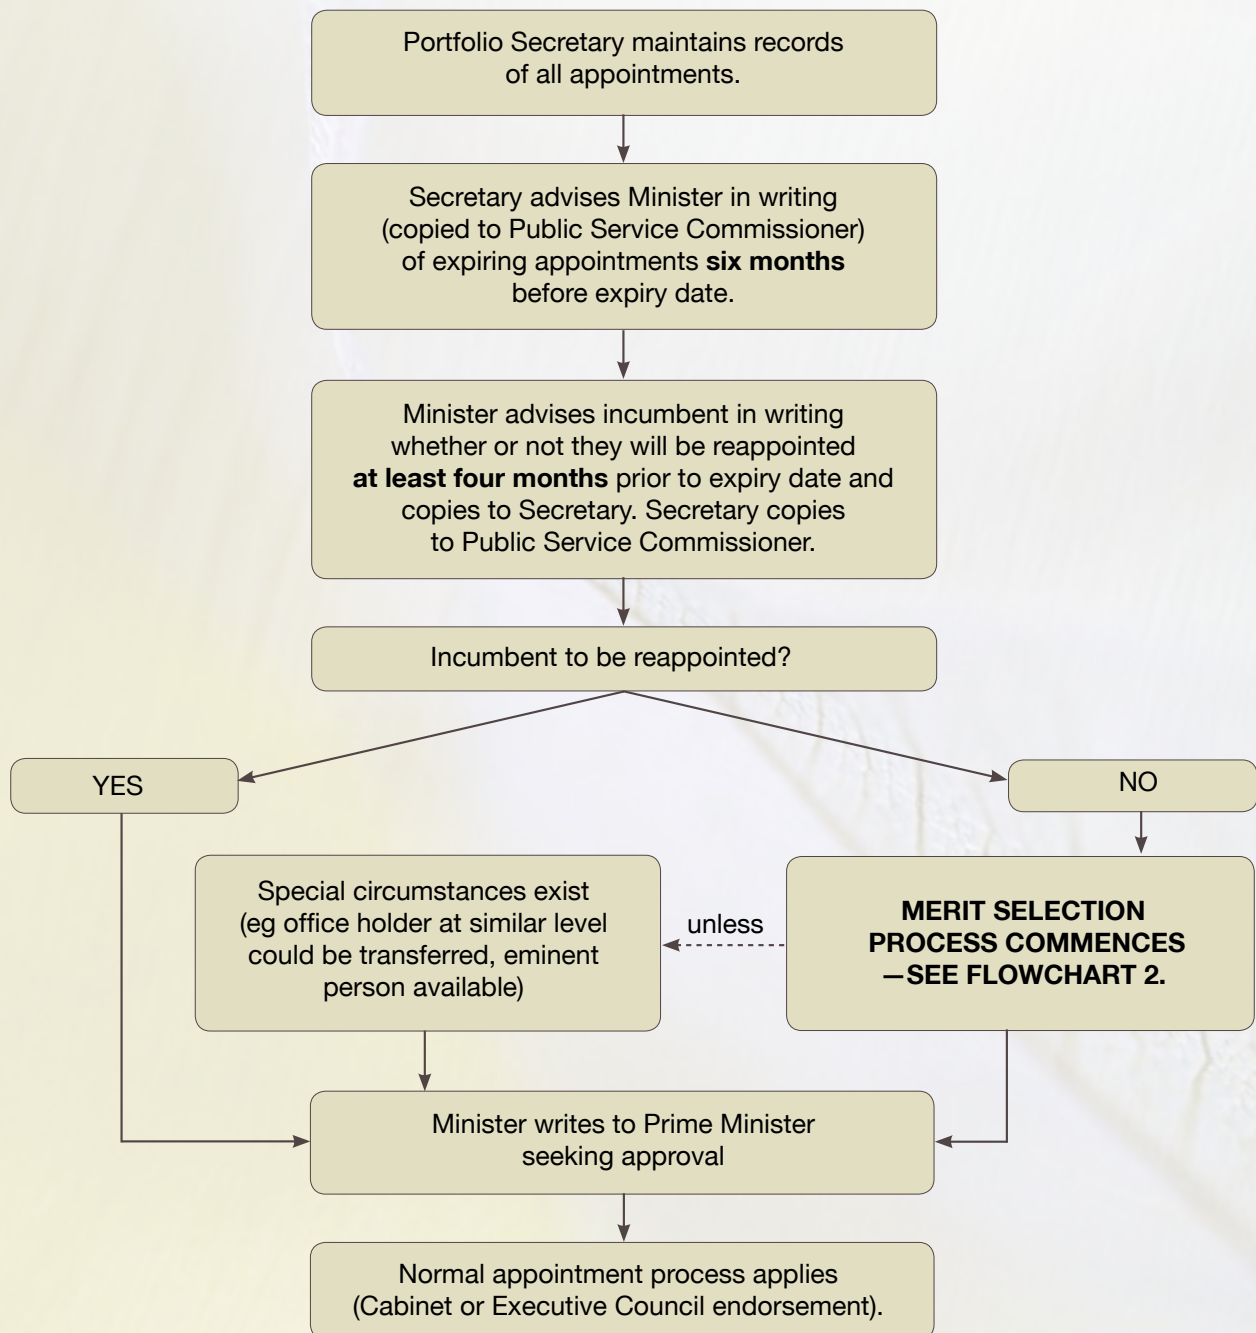 Portfolio Secretary maintains records
of all appointments.
Secretary advises Minister in writing
(copied to Public Service Commissioner)
of expiring appointments six months
before expiry date.
Minister advises incumbent in writing
whether or not they will be reappointed
at least four months prior to expiry date and
copies to Secretary. Secretary copies
to Public Service Commissioner.
Incumbent to be reappointed?
YES
NO
Special circumstances exist
(eg office holder at similar level
could be transferred, eminent
person available)
unless
MERIT SELECTION
PROCESS COMMENCES
—SEE FLOWCHART 2.
Minister writes to Prime Minister
seeking approval
Normal appointment process applies
(Cabinet or Executive Council endorsement).